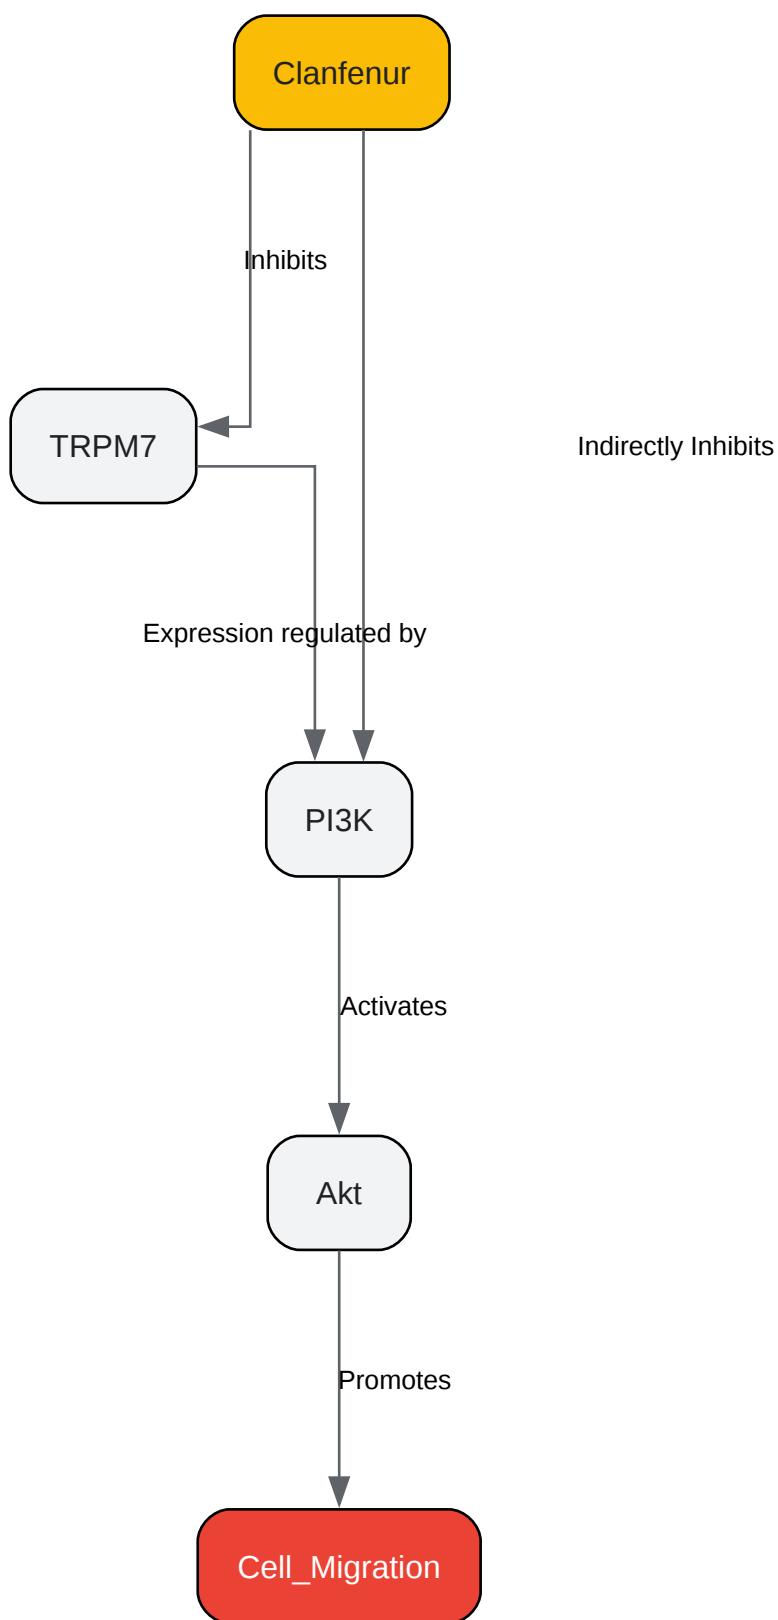 Clanfenur
Inhibits
TRPM7
Indirectly Inhibits
Expression regulated by
PI3K
Activates
Akt
Promotes
Cell_Migration